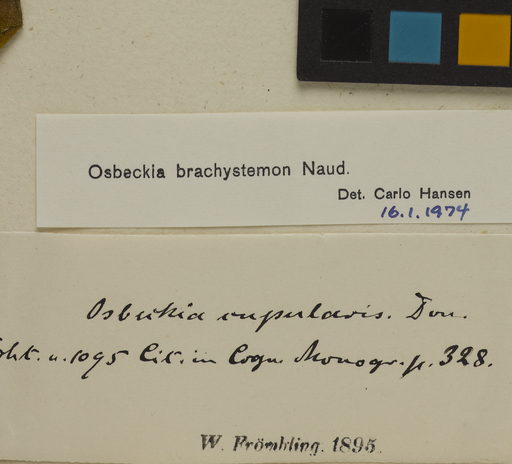 Osbeckia brachystemon Naud.
Det. Carlo Hansen
16.1.1974
Osbeckia cupularis. Don.
n. 1095 Cit. in Cogn. Monogr. p. 328.
W. Frömbling. 1895.